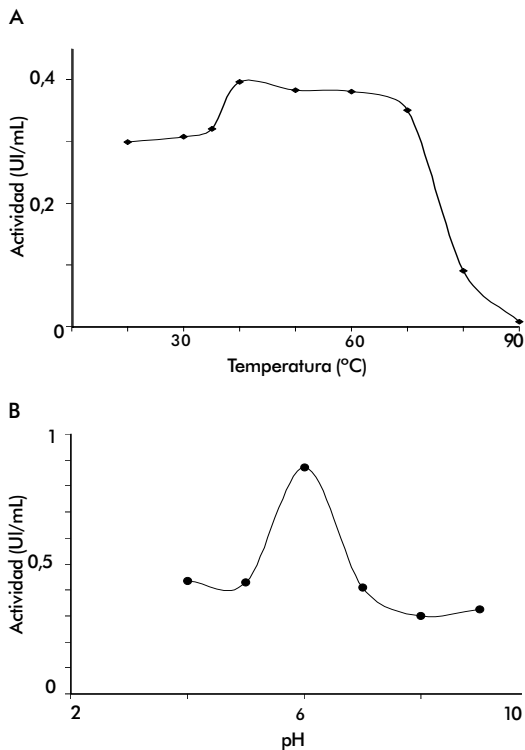 A
Actividad (UI/mL)
0,4
0,2
0
30
60
90
Temperatura (ºC)
B
Actividad (UI/mL)
1
0,5
0
2
6
10
pH